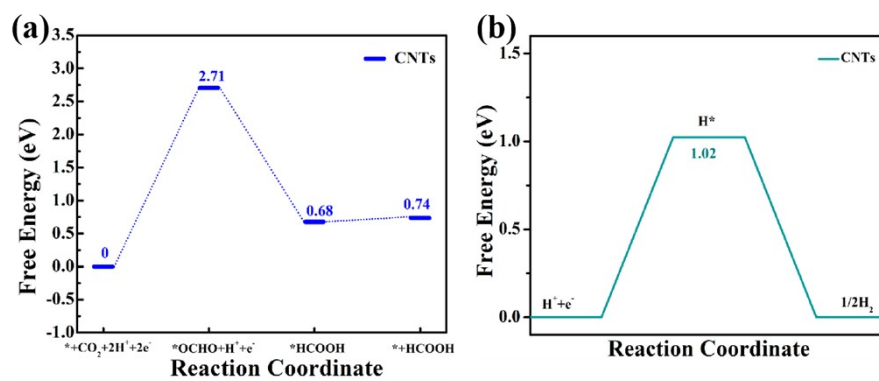 (a)
3.5
3.0
2.5
2.0
1.5
1.0
0.5
0.0
-0.5
-1.0
Free Energy (eV)
CNTs
0
2.71
0.68
0.74
*+CO₂+2H⁺+2e⁻
*OCHO+H⁺+e⁻
*HCOOH
*+HCOOH
Reaction Coordinate
(b)
1.5
1.0
0.5
0.0
Free Energy (eV)
CNTs
H*
1.02
H⁺+e⁻
1/2H₂
Reaction Coordinate